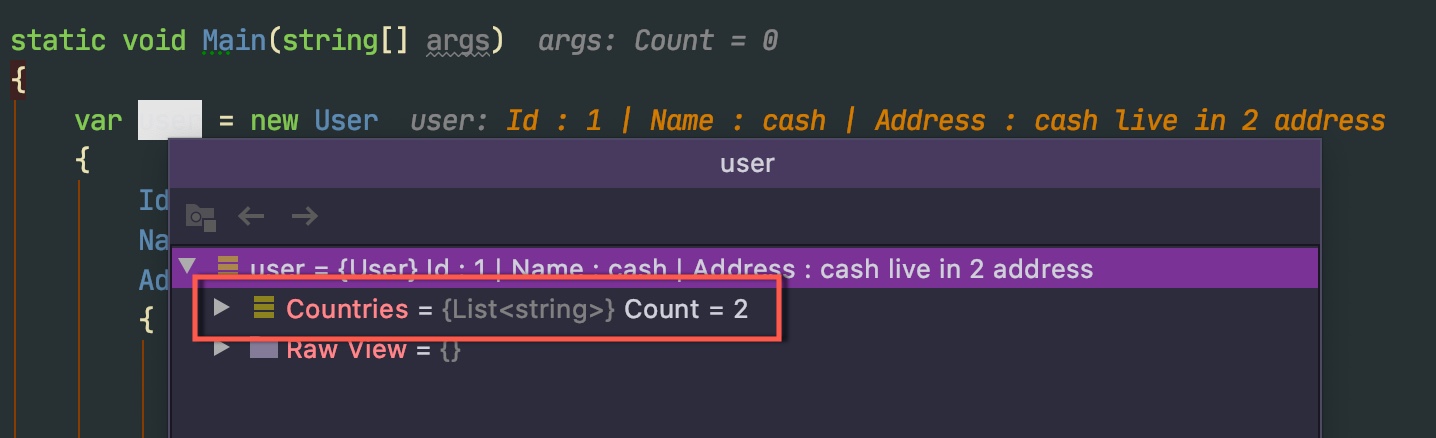 static void Main(string[] args)  args: Count = 0
{
var user = new User  user: Id : 1 | Name : cash | Address : cash live in 2 address
{
user
Id
Na
user = {User} Id : 1 | Name : cash | Address : cash live in 2 address
Ad
Countries = {List<string>} Count = 2
{
Raw View = {}